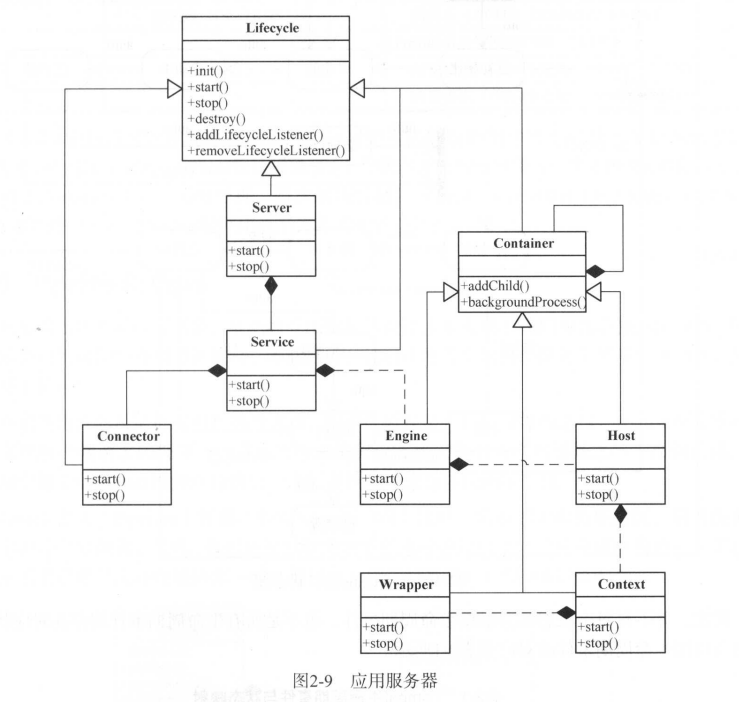 Lifecycle
+init()
+start()
+stop()
+destroy()
+addLifecycleListener()
+removeLifecycleListener()
Server
+start()
+stop()
Container
+addChild()
+backgroundProcess()
Service
+start()
+stop()
Connector
+start()
+stop()
Engine
+start()
+stop()
Host
+start()
+stop()
Wrapper
+start()
+stop()
Context
+start()
+stop()
图2-9 应用服务器